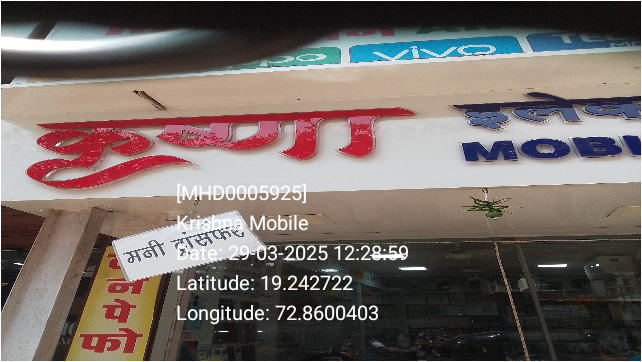 vivo
कृष्णा
इलेक
MOBI
[MHD0005925]
Krishna Mobile
मनी ट्रांसफर
Date: 29-03-2025 12:28:59
Latitude: 19.242722
Longitude: 72.8600403
न
पे
फो